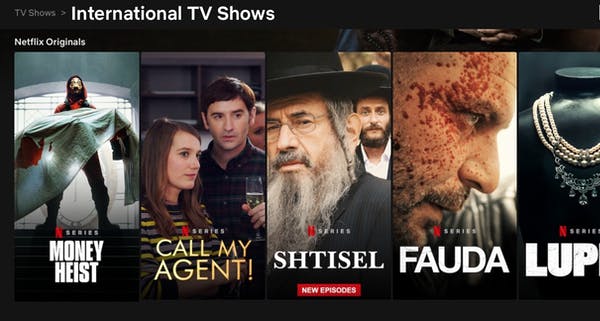 TV Shows > International TV Shows
Netflix Originals
N SERIES
MONEY
HEIST
N SERIES
CALL MY
AGENT!
N SERIES
SHTISEL
NEW EPISODES
N SERIES
FAUDA
N SERIES
LUP